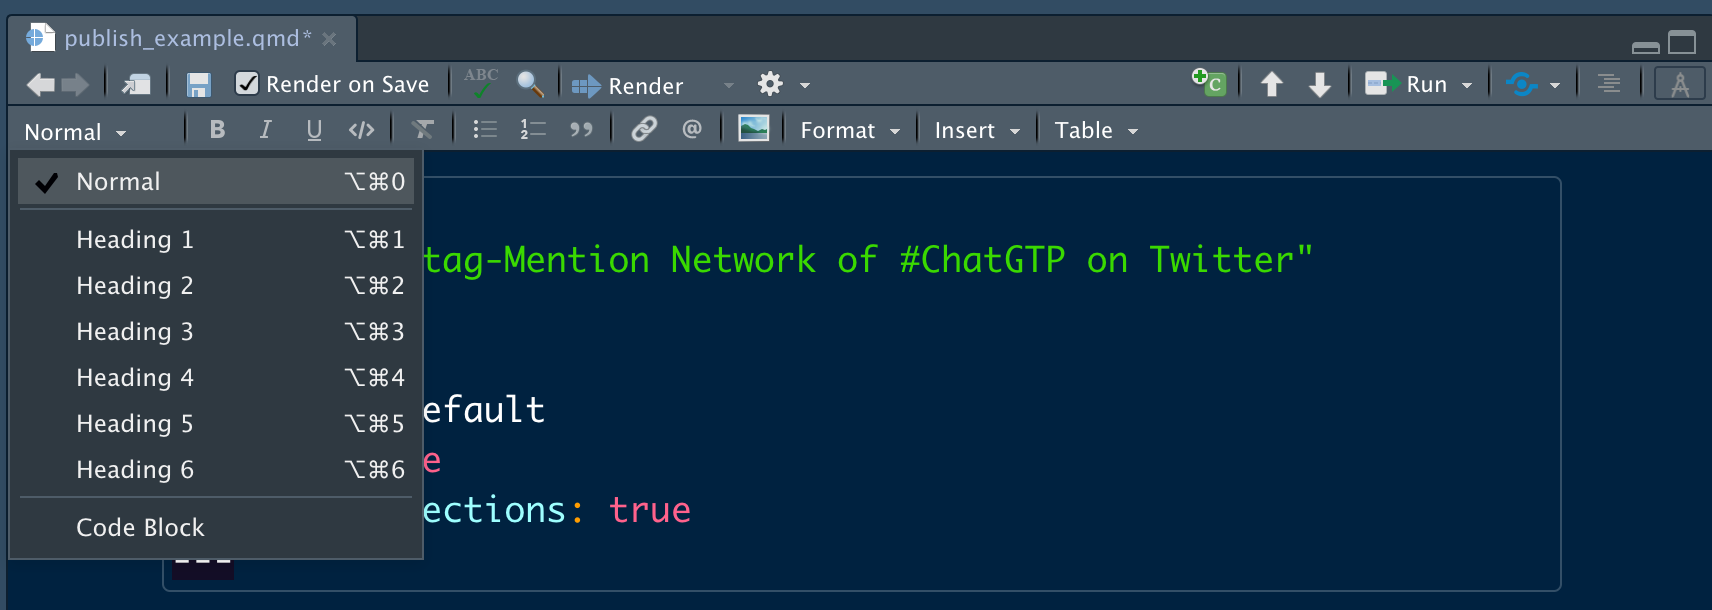 publish_example.qmd*
ABC Render on Save Render C Run
Normal B I U </> Format Insert Table
Normal ⌥⌘0
Heading 1 ⌥⌘1
Heading 2 ⌥⌘2
Heading 3 ⌥⌘3
Heading 4 ⌥⌘4
Heading 5 ⌥⌘5
Heading 6 ⌥⌘6
Code Block
tag-Mention Network of #ChatGTP on Twitter"
efault
e
ections: true
---